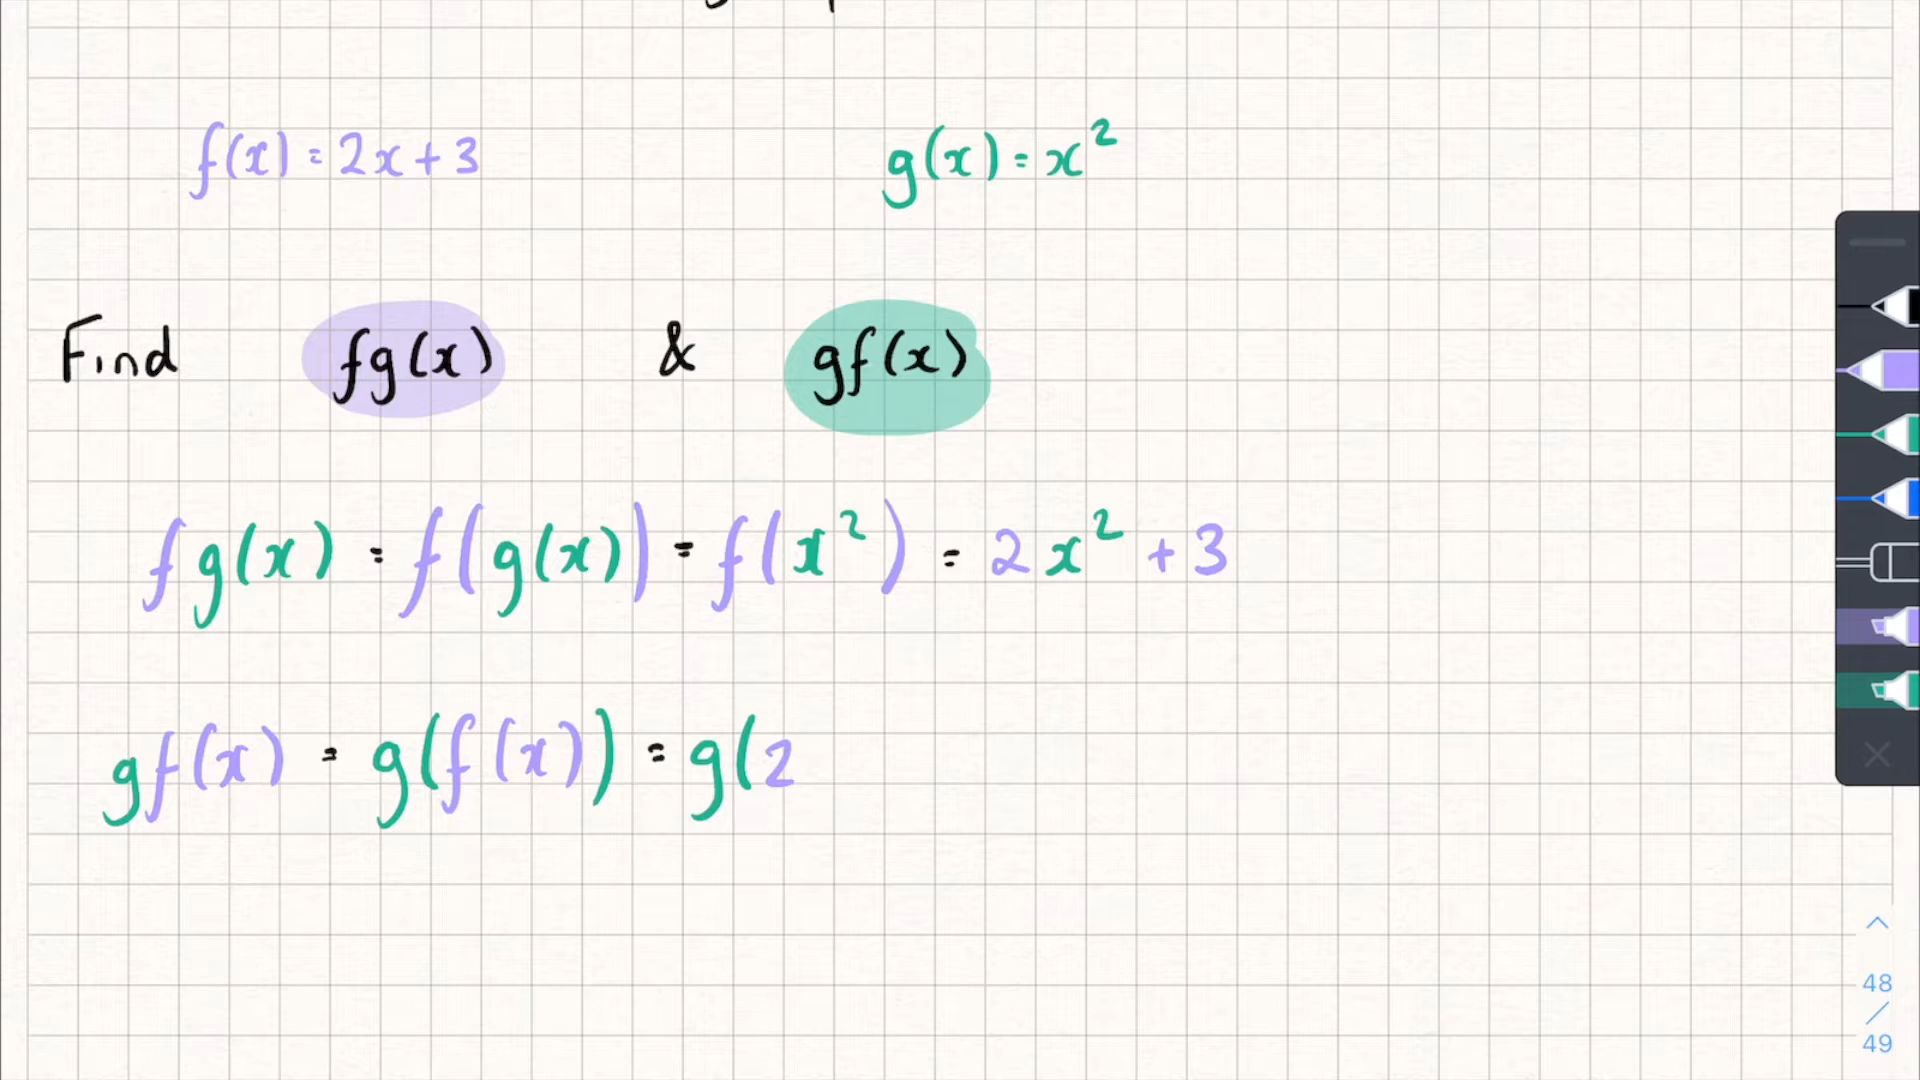 f(x) = 2x + 3
g(x) = x²
Find fg(x) & gf(x)
fg(x) = f(g(x)) = f(x²) = 2x² + 3
gf(x) = g(f(x)) = g(2
48
/
49